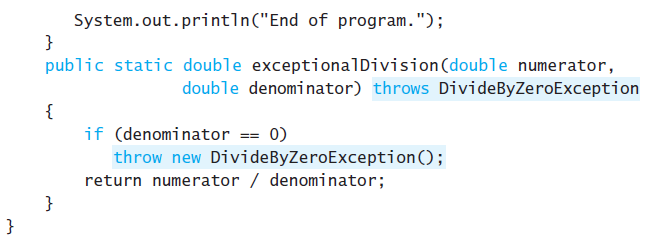 System.out.println("End of program.");
}
public static double exceptionalDivision(double numerator,
double denominator) throws DivideByZeroException
{
if (denominator == 0)
throw new DivideByZeroException();
return numerator / denominator;
}
}